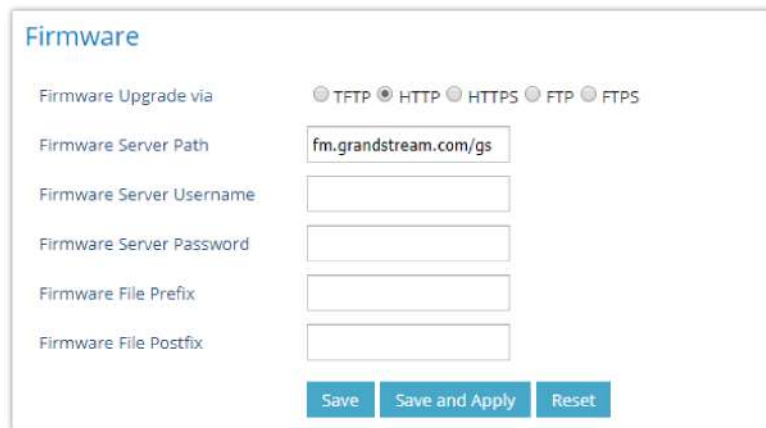 Firmware
Firmware Upgrade via TFTP HTTP HTTPS FTP FTPS
Firmware Server Path fm.grandstream.com/gs
Firmware Server Username
Firmware Server Password
Firmware File Prefix
Firmware File Postfix
Save Save and Apply Reset